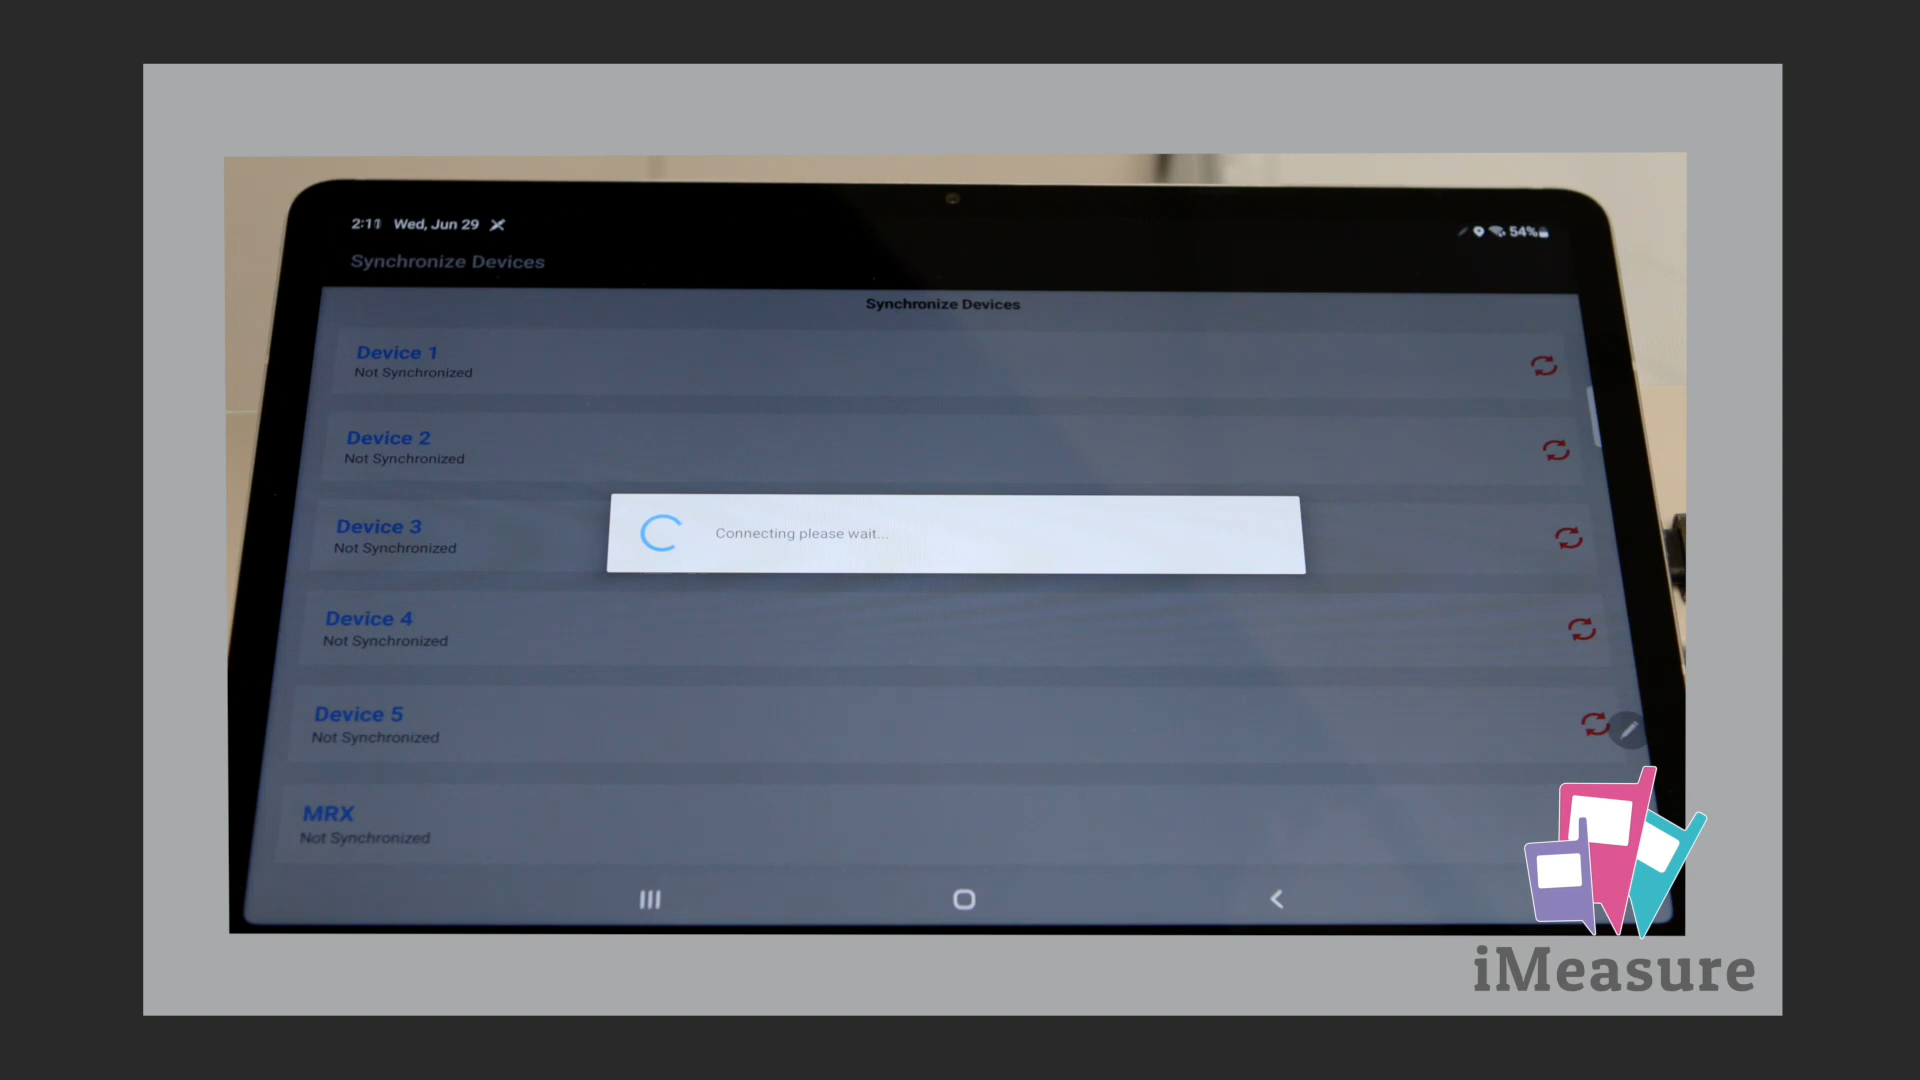 2:11 Wed, Jun 29
54%
Synchronize Devices
Synchronize Devices
Device 1
Not Synchronized
Device 2
Not Synchronized
Device 3
Not Synchronized
Connecting please wait...
Device 4
Not Synchronized
Device 5
Not Synchronized
MRX
Not Synchronized
iMeasure